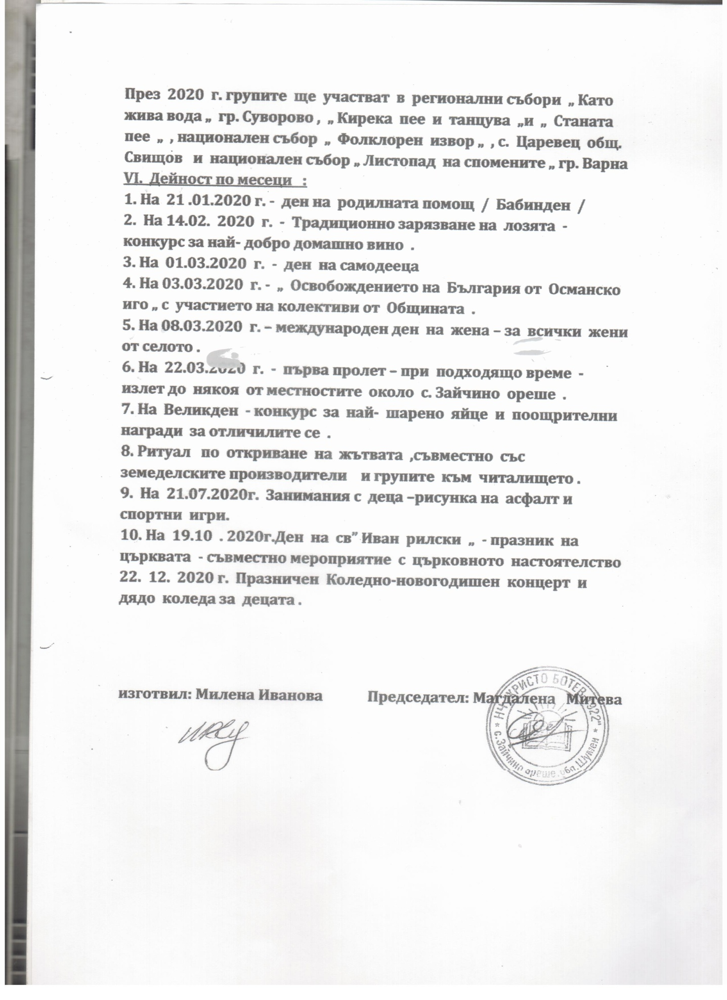 През 2020 г. групите ще участват в регионални събори „ Като
жива вода „ гр. Суворово , „ Кирека пее и танцува „и „ Станата
пее „ , национален събор „ Фолклорен извор „ , с. Царевец общ.
Свищов и национален събор „ Листопад на спомените „ гр. Варна
VI. Дейност по месеци :
1. На 21 .01.2020 г. - ден на родилната помощ / Бабинден /
2. На 14.02. 2020 г. - Традиционно зарязване на лозята -
конкурс за най- добро домашно вино .
3. На 01.03.2020 г. - ден на самодееца
4. На 03.03.2020 г. - „ Освобождението на България от Османско
иго „ с участието на колективи от Общината .
5. На 08.03.2020 г. – международен ден на жена – за всички жени
от селото .
6. На 22.03.2020 г. - първа пролет – при подходящо време -
излет до някоя от местностите около с. Зайчино ореше .
7. На Великден - конкурс за най- шарено яйце и поощрителни
награди за отличилите се .
8. Ритуал по откриване на жътвата ,съвместно със
земеделските производители и групите към читалището .
9. На 21.07.2020г. Занимания с деца –рисунка на асфалт и
спортни игри.
10. На 19.10 . 2020г.Ден на св” Иван рилски „ - празник на
църквата - съвместно мероприятие с църковното настоятелство
22. 12. 2020 г. Празничен Коледно-новогодишен концерт и
дядо коледа за децата .
изготвил: Милена Иванова Председател: Магдалена Митева
НЧ "ХРИСТО БОТЕВ 1922"
* с. Зайчино ореше, обл. Шумен *